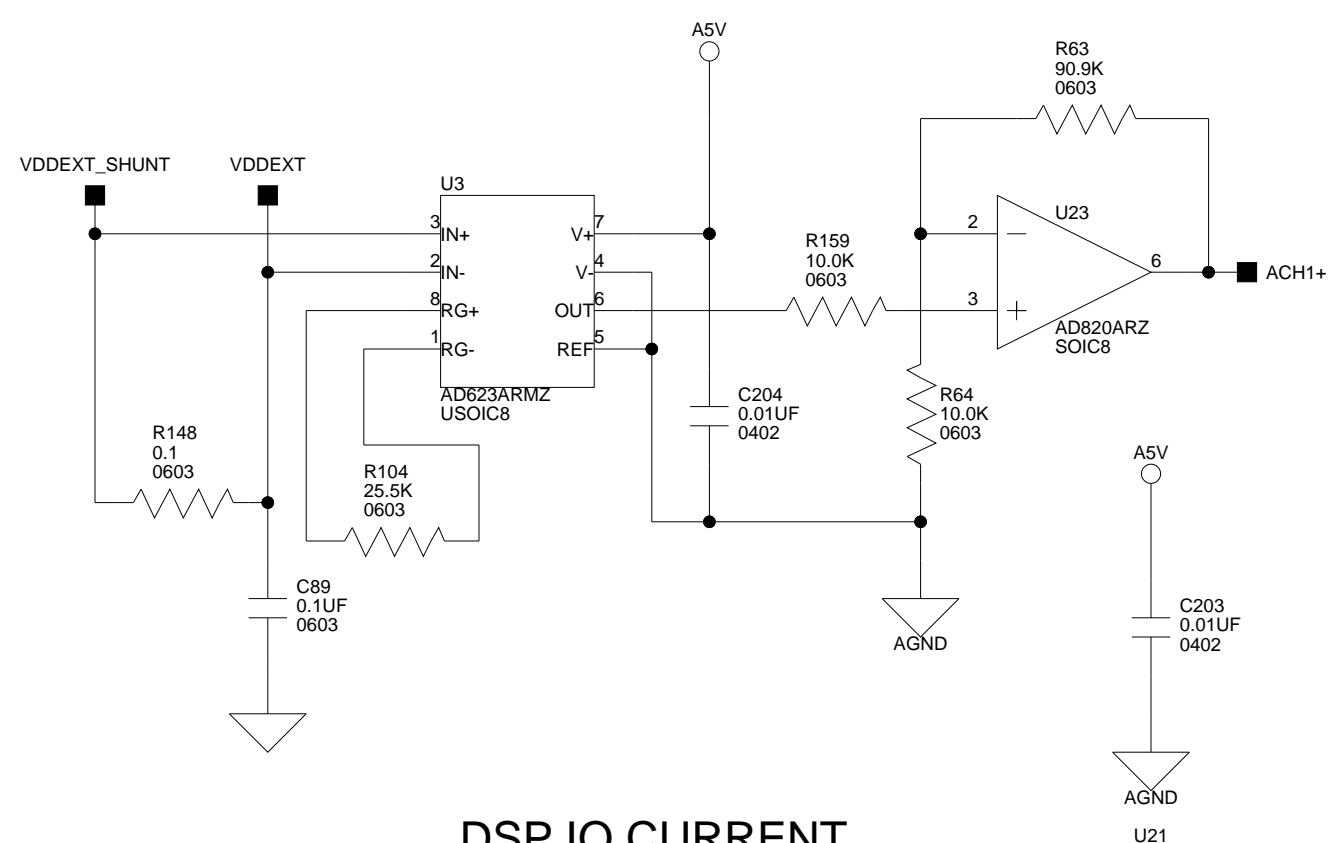 A5V
R63
90.9K
0603
VDDEXT_SHUNT
VDDEXT
U3
3
IN+
V+
7
2
IN-
V-
4
8
RG+
OUT
6
1
RG-
REF
5
AD623ARMZ
USOIC8
R159
10.0K
0603
2
U23
6
ACH1+
3
AD820ARZ
SOIC8
C204
0.01UF
0402
R64
10.0K
0603
R148
0.1
0603
R104
25.5K
0603
A5V
C89
0.1UF
0603
AGND
C203
0.01UF
0402
AGND
DSP IO CURRENT
U21